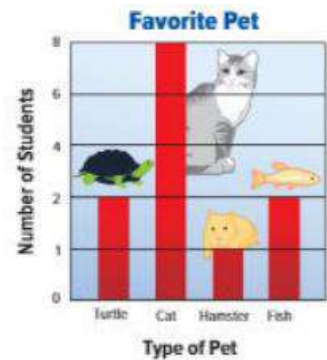 Favorite Pet
Number of Students
8
6
4
2
1
0
Turtle Cat Hamster Fish
Type of Pet